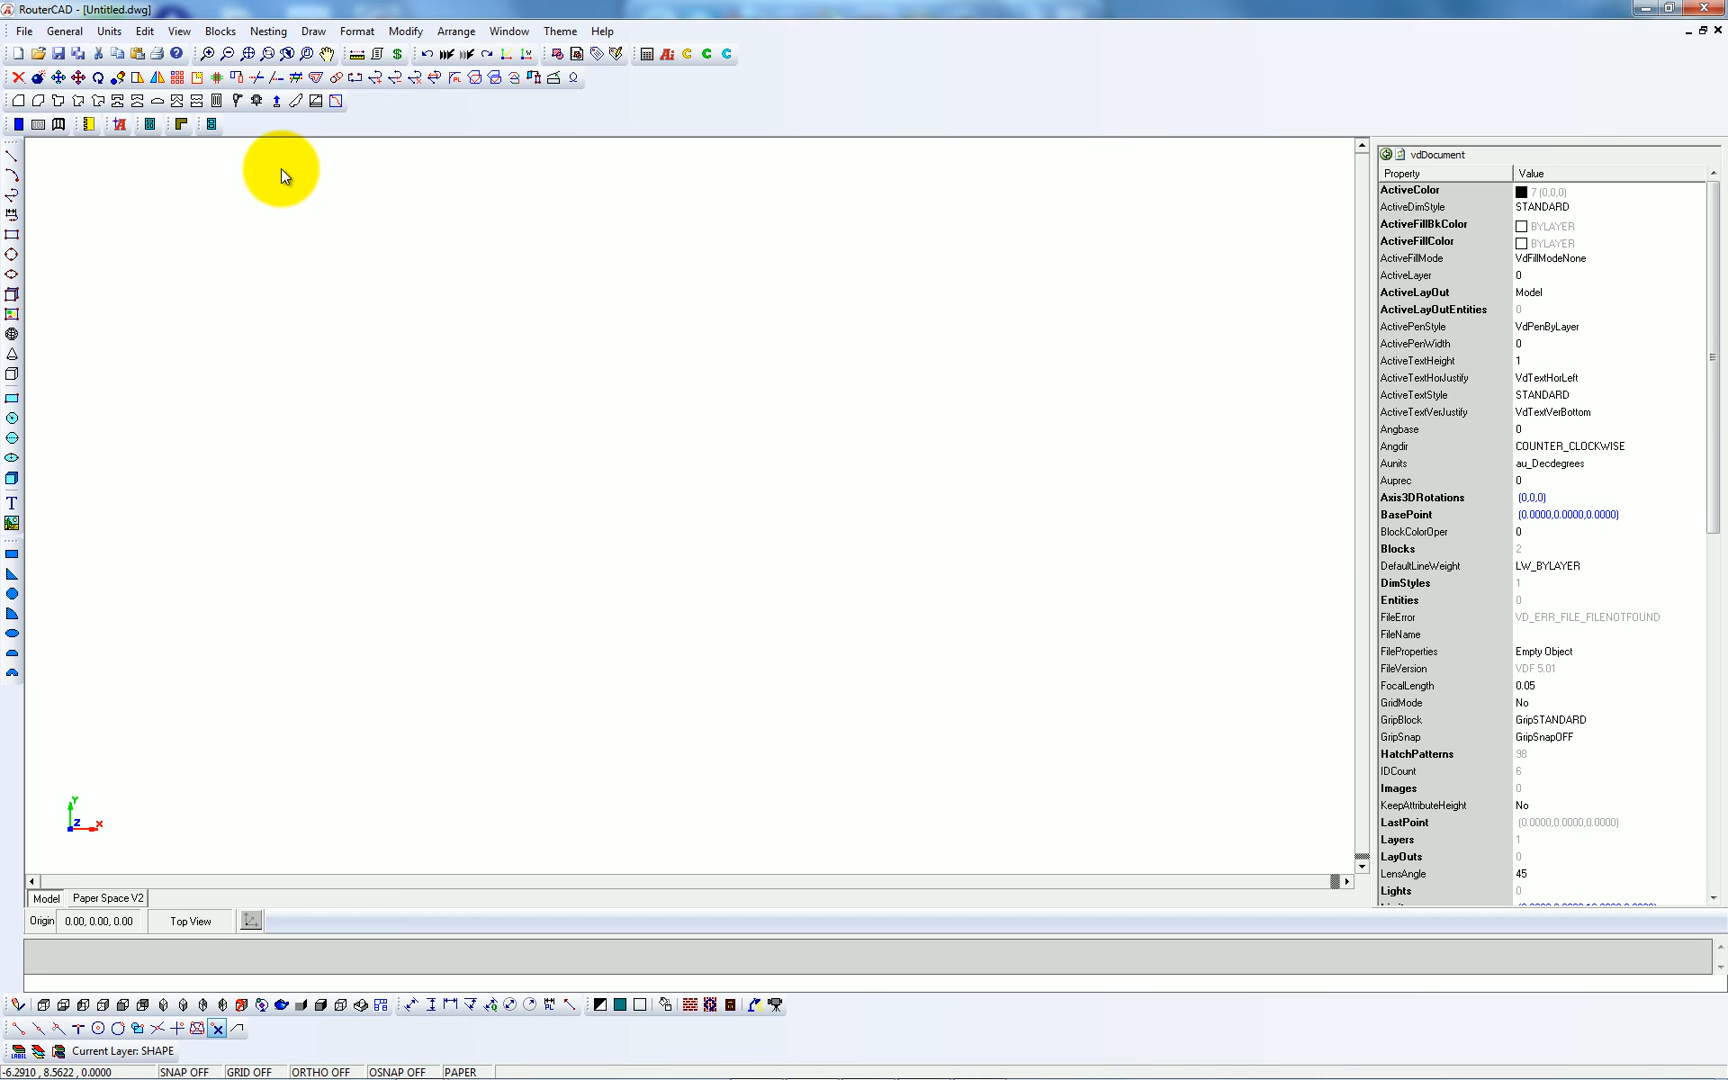 RouterCAD - [Untitled.dwg]
File General Units Edit View Blocks Nesting Draw Format Modify Arrange Window Theme Help
vdDocument
Property Value
ActiveColor 7 (0,0,0)
ActiveDimStyle STANDARD
ActiveFillBkColor BYLAYER
ActiveFillColor BYLAYER
ActiveFillMode VdFillModeNone
ActiveLayer 0
ActiveLayOut Model
ActiveLayOutEntities 0
ActivePenStyle VdPenByLayer
ActivePenWidth 0
ActiveTextHeight 1
ActiveTextHorJustify VdTextHorLeft
ActiveTextStyle STANDARD
ActiveTextVerJustify VdTextVerBottom
Angbase 0
Angdir COUNTER_CLOCKWISE
Aunits au_Decdegrees
Auprec 0
Axis3DRotations (0,0,0)
BasePoint (0.0000,0.0000,0.0000)
BlockColorOper 0
Blocks 2
DefaultLineWeight LW_BYLAYER
DimStyles 1
Entities 0
FileError VD_ERR_FILE_FILENOTFOUND
FileName
FileProperties Empty Object
FileVersion VDF 5.01
FocalLength 0.05
GridMode No
GripBlock GripSTANDARD
GripSnap GripSnapOFF
HatchPatterns 98
IDCount 6
Images 0
KeepAttributeHeight No
LastPoint (0.0000,0.0000,0.0000)
Layers 1
LayOuts 0
LensAngle 45
Lights 0
Y
Z X
Model Paper Space V2
Origin 0.00, 0.00, 0.00 Top View
Current Layer: SHAPE
-6.2910 , 8.5622 , 0.0000 SNAP OFF GRID OFF ORTHO OFF OSNAP OFF PAPER